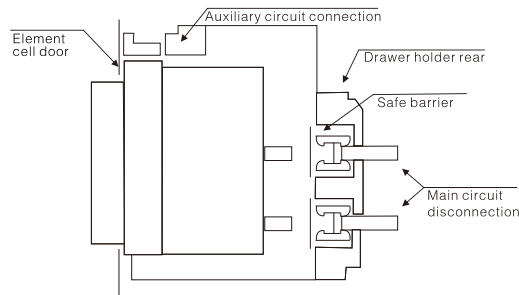 Auxiliary circuit connection
Element
cell door
Drawer holder rear
Safe barrier
Main circuit
disconnection